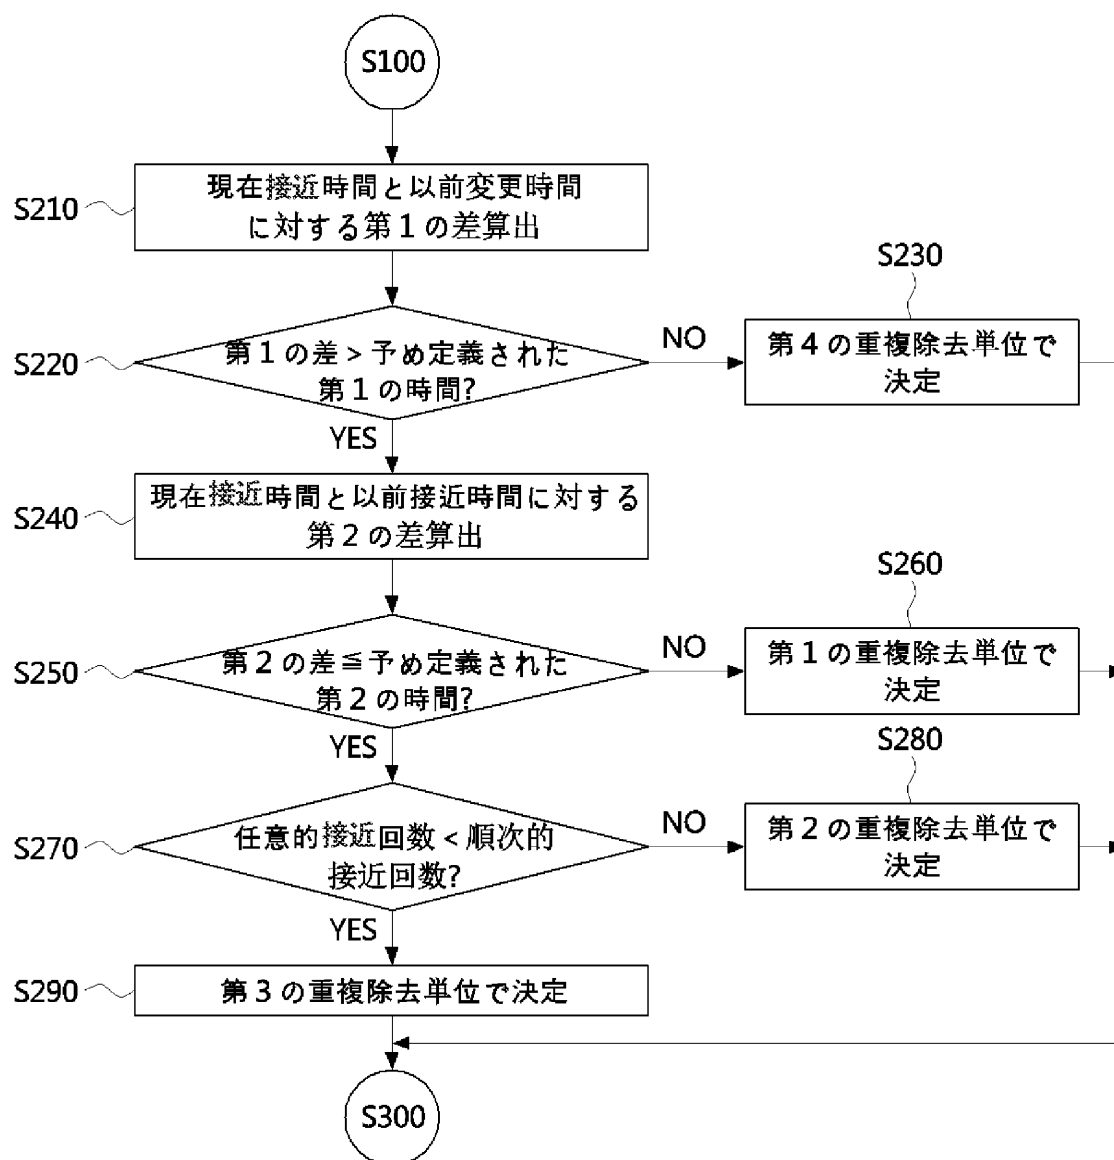 S100
S210
現在接近時間と以前変更時間
に対する第1の差算出
S220
第1の差>予め定義された
第1の時間?
NO
S230
第4の重複除去単位で
決定
YES
S240
現在接近時間と以前接近時間に対する
第2の差算出
S250
第2の差≦予め定義された
第2の時間?
NO
S260
第1の重複除去単位で
決定
YES
S270
任意的接近回数<順次的
接近回数?
NO
S280
第2の重複除去単位で
決定
YES
S290
第3の重複除去単位で決定
S300